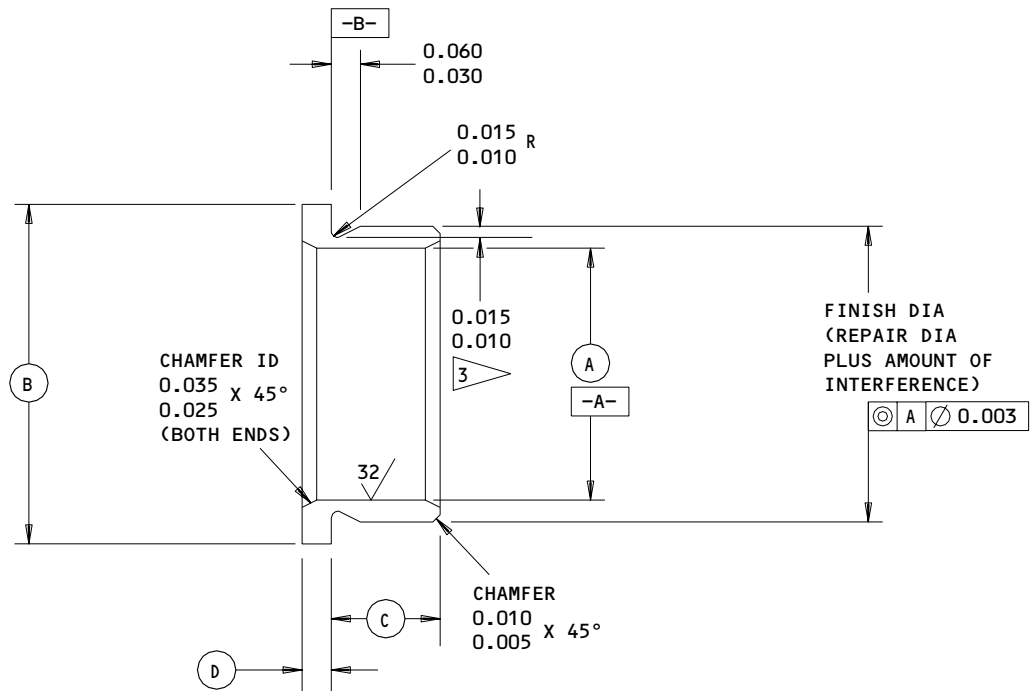 -B-
0.060
0.030
0.015
0.010 R
0.015
0.010
3
A
-A-
FINISH DIA
(REPAIR DIA
PLUS AMOUNT OF
INTERFERENCE)
◎ A ∅ 0.003
B
CHAMFER ID
0.035
0.025 X 45°
(BOTH ENDS)
32
C
CHAMFER
0.010
0.005 X 45°
D